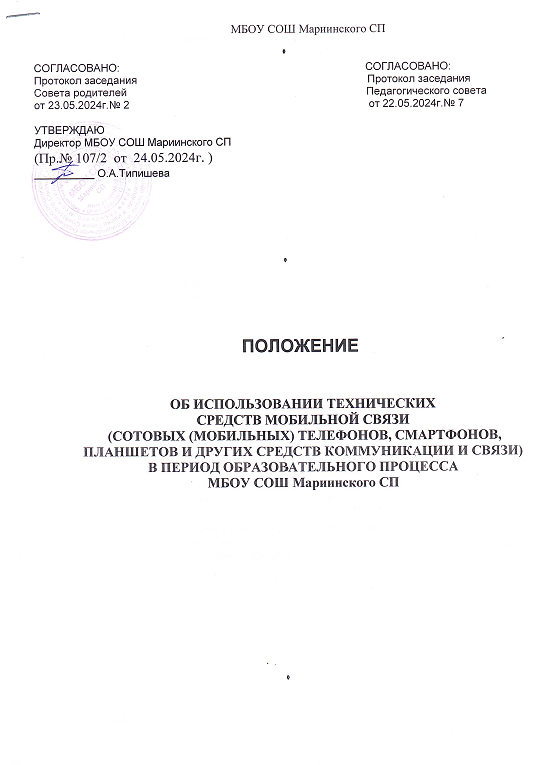 МБОУ СОШ Мариинского СП
СОГЛАСОВАНО:
Протокол заседания
Совета родителей
от 23.05.2024г.№ 2
СОГЛАСОВАНО:
Протокол заседания
Педагогического совета
от 22.05.2024г.№ 7
УТВЕРЖДАЮ
Директор МБОУ СОШ Мариинского СП
(Пр.№ 107/2 от 24.05.2024г. )
О.А.Типишева
ПОЛОЖЕНИЕ
ОБ ИСПОЛЬЗОВАНИИ ТЕХНИЧЕСКИХ
СРЕДСТВ МОБИЛЬНОЙ СВЯЗИ
(СОТОВЫХ (МОБИЛЬНЫХ) ТЕЛЕФОНОВ, СМАРТФОНОВ,
ПЛАНШЕТОВ И ДРУГИХ СРЕДСТВ КОММУНИКАЦИИ И СВЯЗИ)
В ПЕРИОД ОБРАЗОВАТЕЛЬНОГО ПРОЦЕССА
МБОУ СОШ Мариинского СП